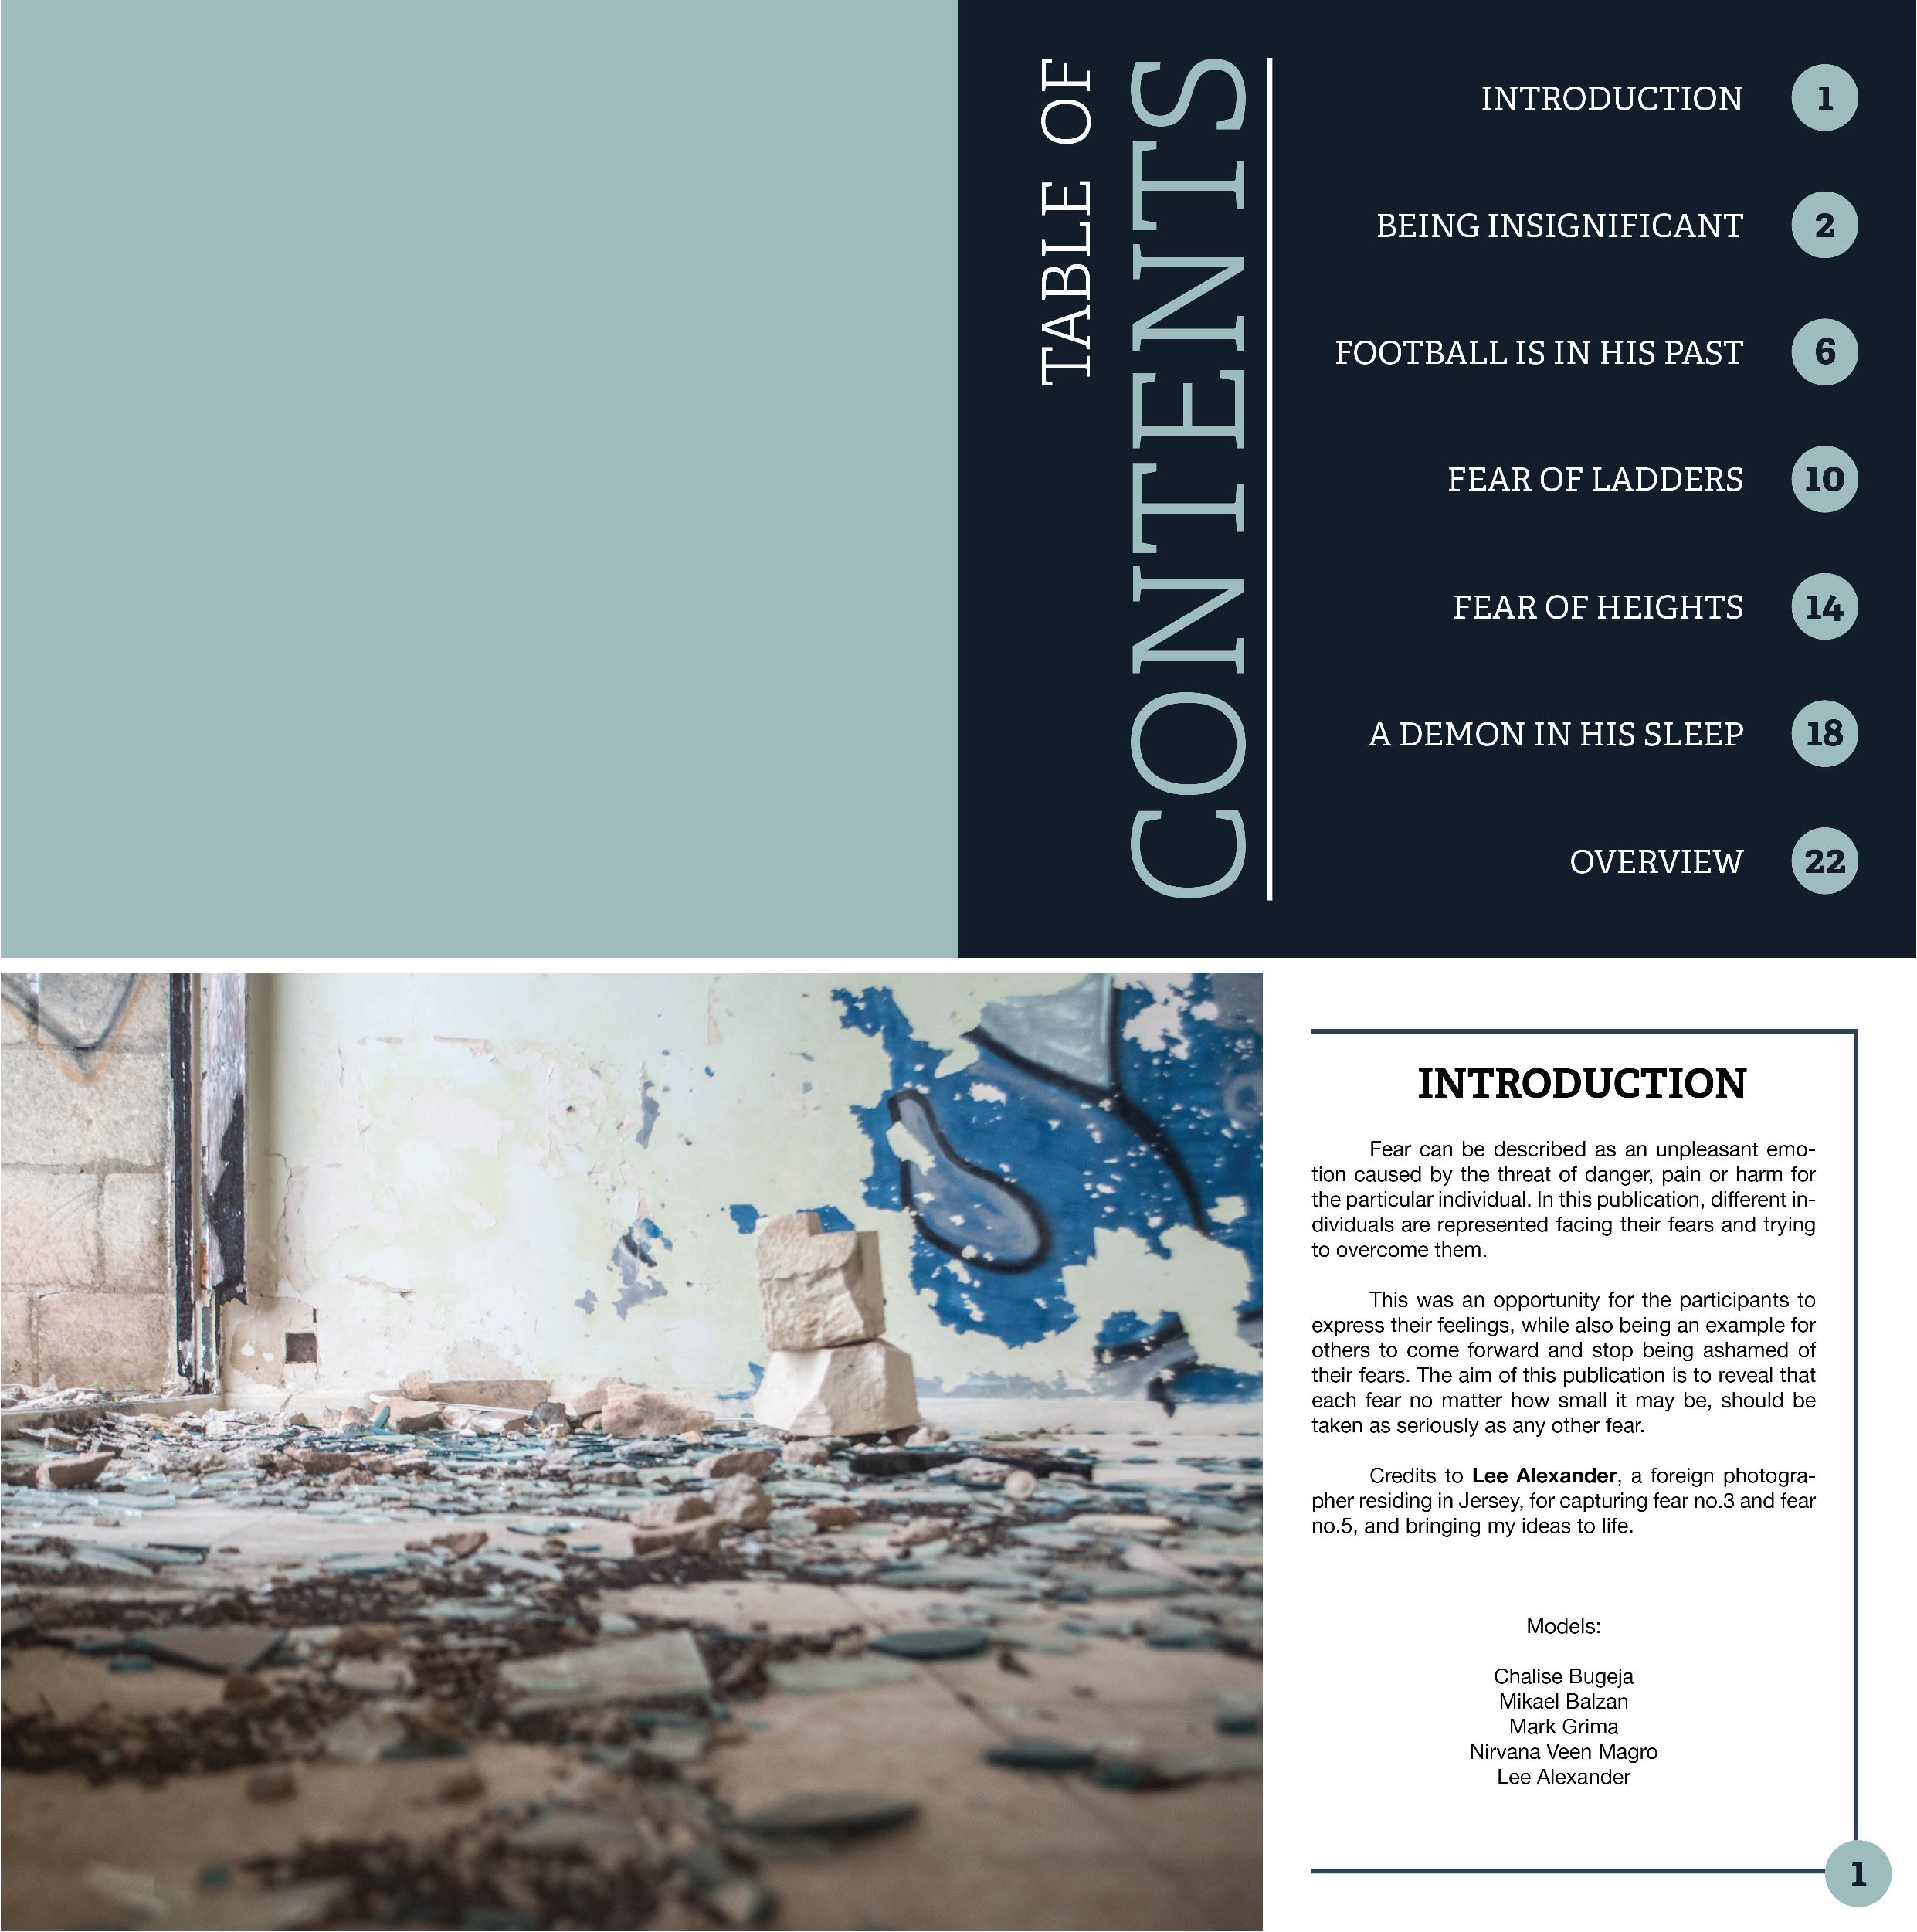 TABLE OF
CONTENTS
INTRODUCTION 1
BEING INSIGNIFICANT 2
FOOTBALL IS IN HIS PAST 6
FEAR OF LADDERS 10
FEAR OF HEIGHTS 14
A DEMON IN HIS SLEEP 18
OVERVIEW 22
INTRODUCTION
Fear can be described as an unpleasant emo-
tion caused by the threat of danger, pain or harm for
the particular individual. In this publication, different in-
dividuals are represented facing their fears and trying
to overcome them.
This was an opportunity for the participants to
express their feelings, while also being an example for
others to come forward and stop being ashamed of
their fears. The aim of this publication is to reveal that
each fear no matter how small it may be, should be
taken as seriously as any other fear.
Credits to Lee Alexander, a foreign photogra-
pher residing in Jersey, for capturing fear no.3 and fear
no.5, and bringing my ideas to life.
Models:
Chalise Bugeja
Mikael Balzan
Mark Grima
Nirvana Veen Magro
Lee Alexander
1